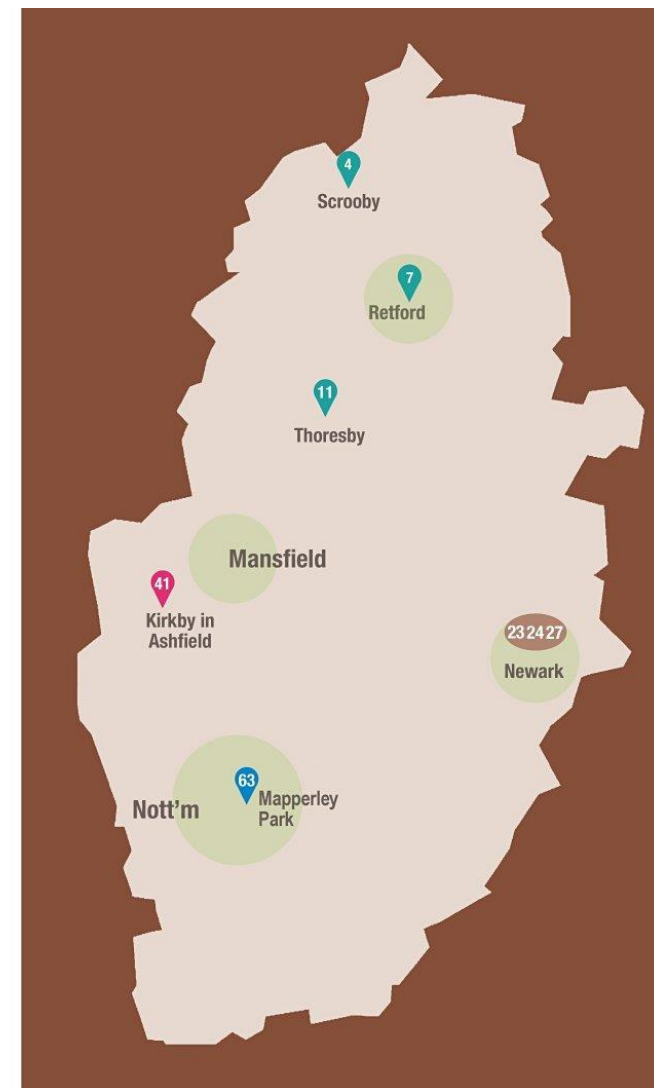 4
Scrooby
7
Retford
11
Thoresby
Mansfield
41
Kirkby in
Ashfield
23 24 27
Newark
63
Mapperley
Park
Nott'm